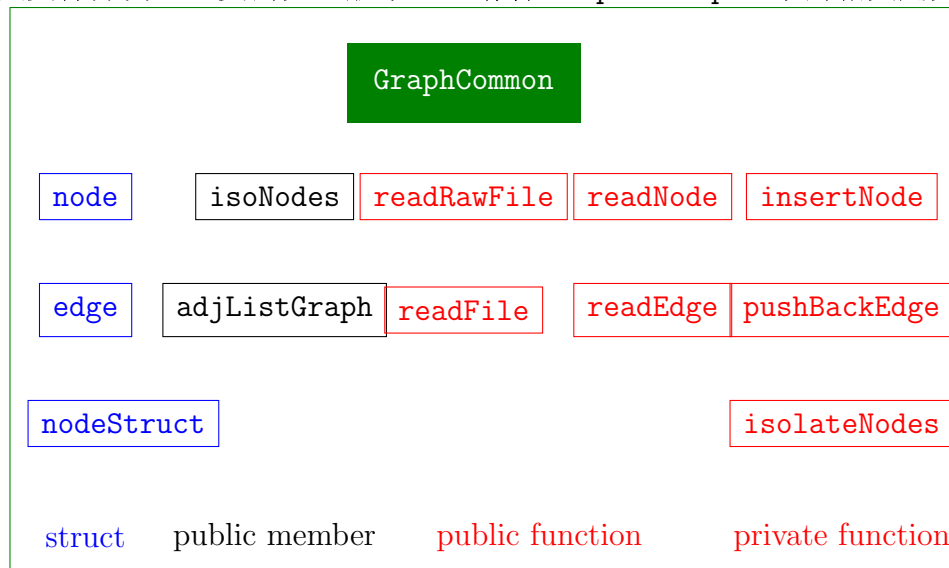 GraphCommon
node isoNodes readRawFile readNode insertNode
edge adjListGraph readFile readEdge pushBackEdge
nodeStruct isolateNodes
struct public member public function private function